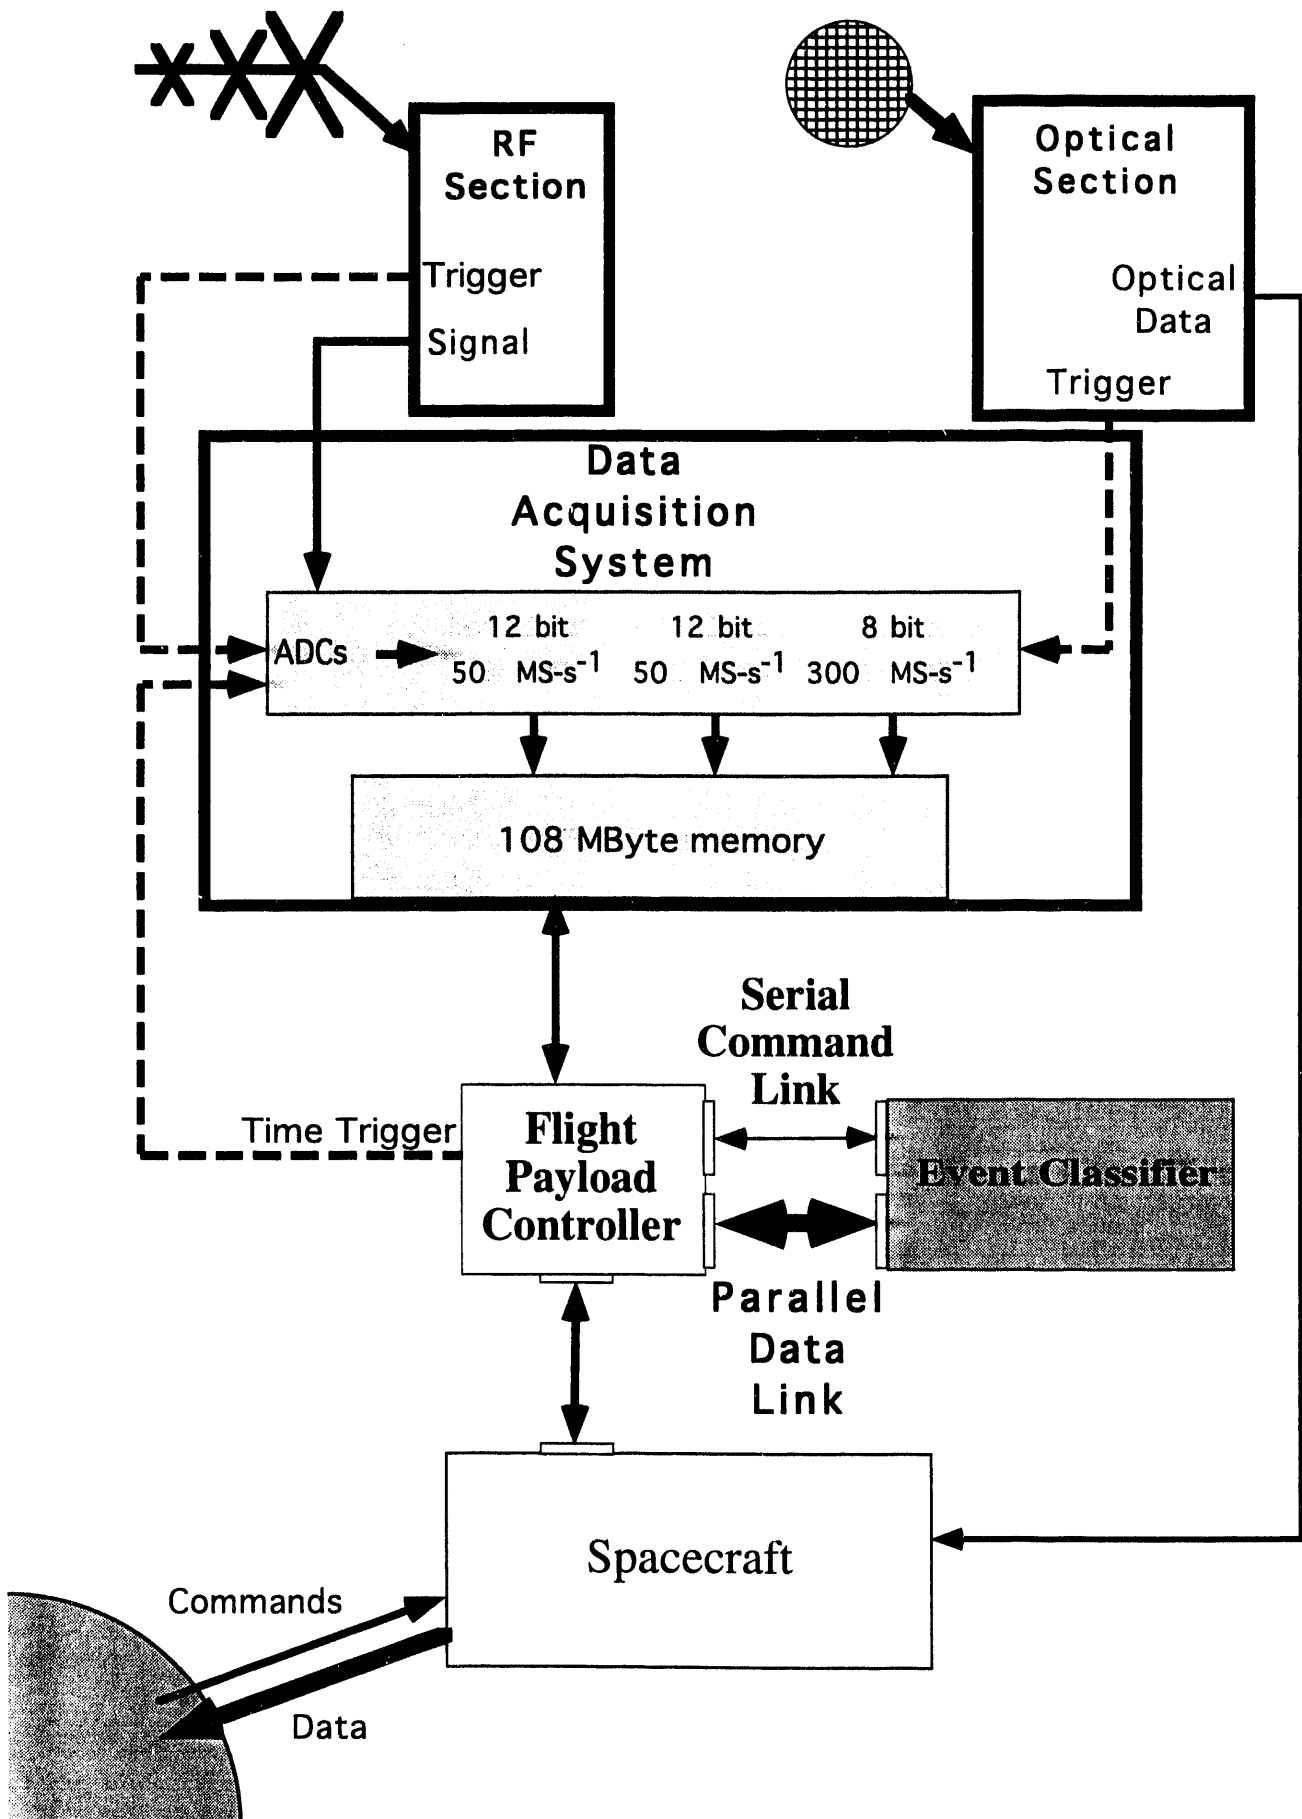 RF
Section
Trigger
Signal
Optical
Section
Optical
Data
Trigger
Data
Acquisition
System
ADCs
12 bit
50 MS-s-1
12 bit
50 MS-s-1
8 bit
300 MS-s-1
108 MByte memory
Serial
Command
Link
Time Trigger
Flight
Payload
Controller
Event Classifier
Parallel
Data
Link
Spacecraft
Commands
Data